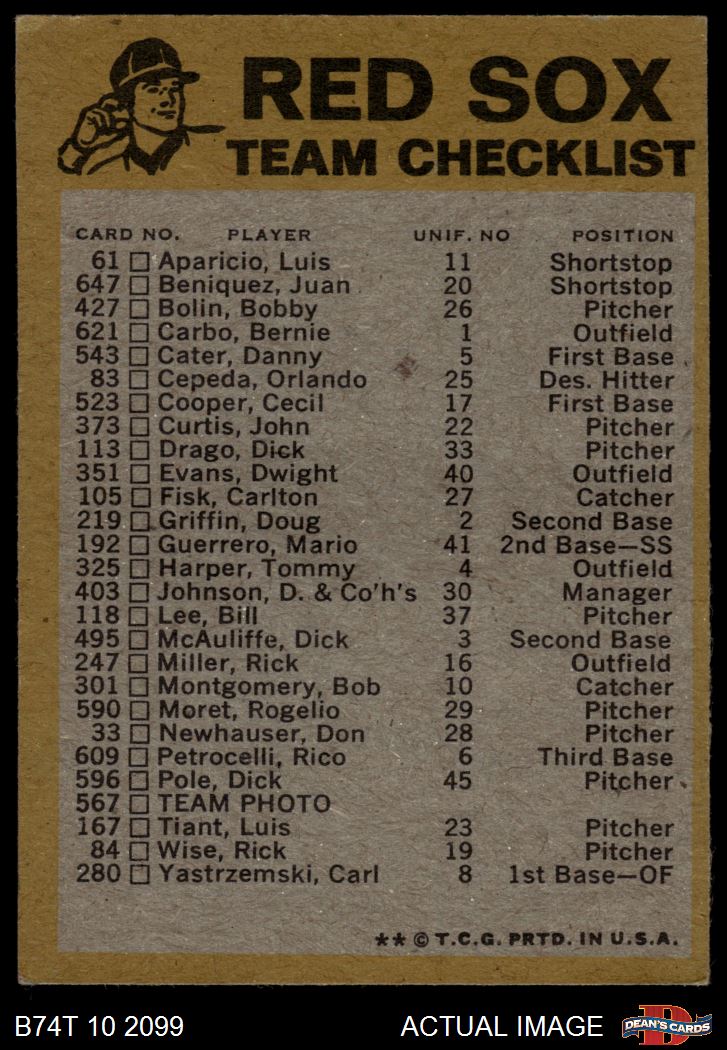 RED SOX
TEAM CHECKLIST
CARD NO. PLAYER UNIF. NO POSITION
61 Aparicio, Luis 11 Shortstop
647 Beniquez, Juan 20 Shortstop
427 Bolin, Bobby 26 Pitcher
621 Carbo, Bernie 1 Outfield
543 Cater, Danny 5 First Base
83 Cepeda, Orlando 25 Des. Hitter
523 Cooper, Cecil 17 First Base
373 Curtis, John 22 Pitcher
113 Drago, Dick 33 Pitcher
351 Evans, Dwight 40 Outfield
105 Fisk, Carlton 27 Catcher
219 Griffin, Doug 2 Second Base
192 Guerrero, Mario 41 2nd Base—SS
325 Harper, Tommy 4 Outfield
403 Johnson, D. & Co'h's 30 Manager
118 Lee, Bill 37 Pitcher
495 McAuliffe, Dick 3 Second Base
247 Miller, Rick 16 Outfield
301 Montgomery, Bob 10 Catcher
590 Moret, Rogelio 29 Pitcher
33 Newhauser, Don 28 Pitcher
609 Petrocelli, Rico 6 Third Base
596 Pole, Dick 45 Pitcher
567 TEAM PHOTO
167 Tiant, Luis 23 Pitcher
84 Wise, Rick 19 Pitcher
280 Yastrzemski, Carl 8 1st Base—OF
** © T.C.G. PRTD. IN U.S.A.
B74T 10 2099 ACTUAL IMAGE D DEAN'S CARDS